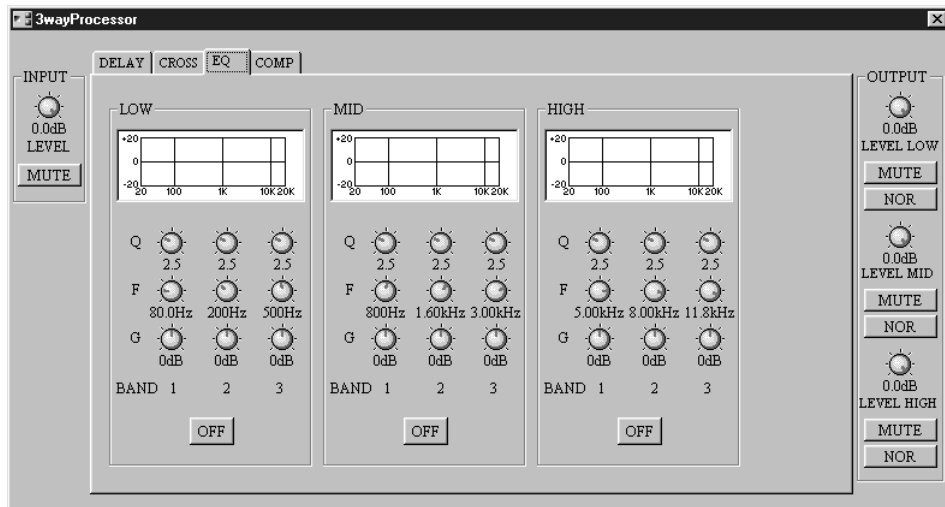 3wayProcessor
DELAY CROSS EQ COMP
INPUT
0.0dB
LEVEL
MUTE
LOW
+20
0
-20
20 100 1K 10K 20K
Q
2.5 2.5 2.5
F
80.0Hz 200Hz 500Hz
G
0dB 0dB 0dB
BAND 1 2 3
OFF
MID
+20
0
-20
20 100 1K 10K 20K
Q
2.5 2.5 2.5
F
800Hz 1.60kHz 3.00kHz
G
0dB 0dB 0dB
BAND 1 2 3
OFF
HIGH
+20
0
-20
20 100 1K 10K 20K
Q
2.5 2.5 2.5
F
5.00kHz 8.00kHz 11.8kHz
G
0dB 0dB 0dB
BAND 1 2 3
OFF
OUTPUT
0.0dB
LEVEL LOW
MUTE
NOR
0.0dB
LEVEL MID
MUTE
NOR
0.0dB
LEVEL HIGH
MUTE
NOR